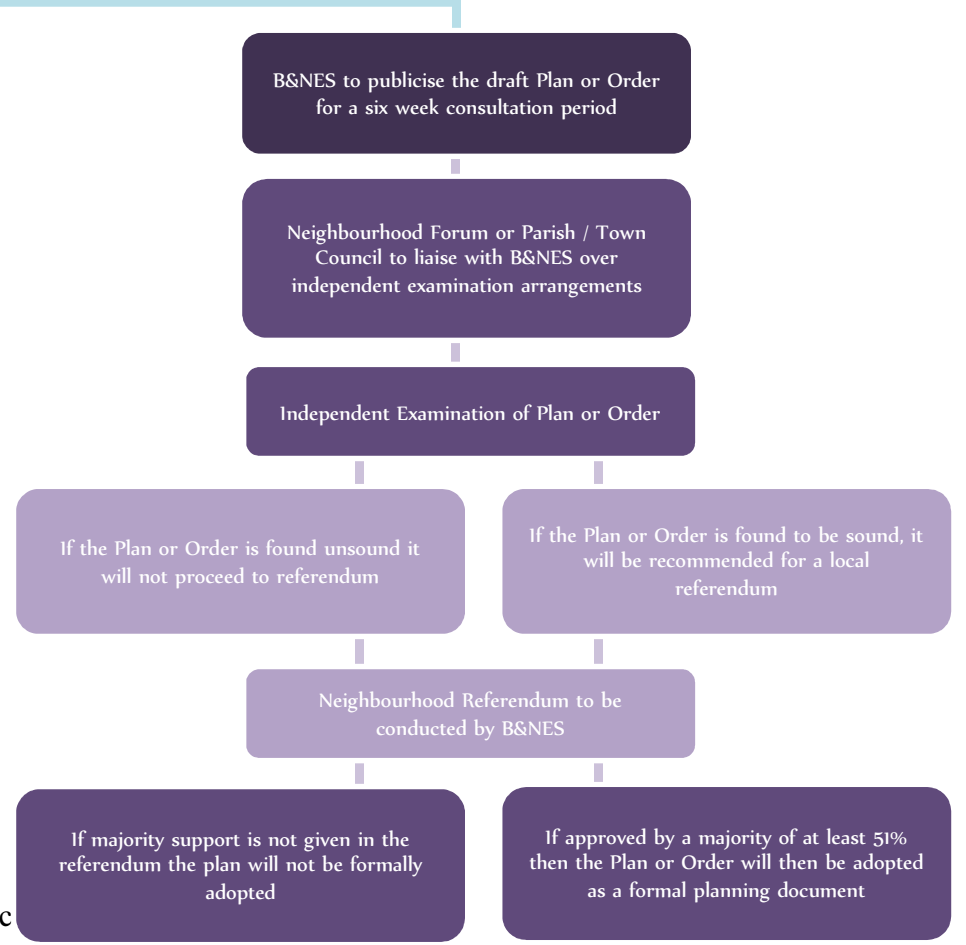 B&NES to publicise the draft Plan or Order
for a six week consultation period
Neighbourhood Forum or Parish / Town
Council to liaise with B&NES over
independent examination arrangements
Independent Examination of Plan or Order
If the Plan or Order is found unsound it
will not proceed to referendum
If the Plan or Order is found to be sound, it
will be recommended for a local
referendum
Neighbourhood Referendum to be
conducted by B&NES
If majority support is not given in the
referendum the plan will not be formally
adopted
If approved by a majority of at least 51%
then the Plan or Order will then be adopted
as a formal planning document
c